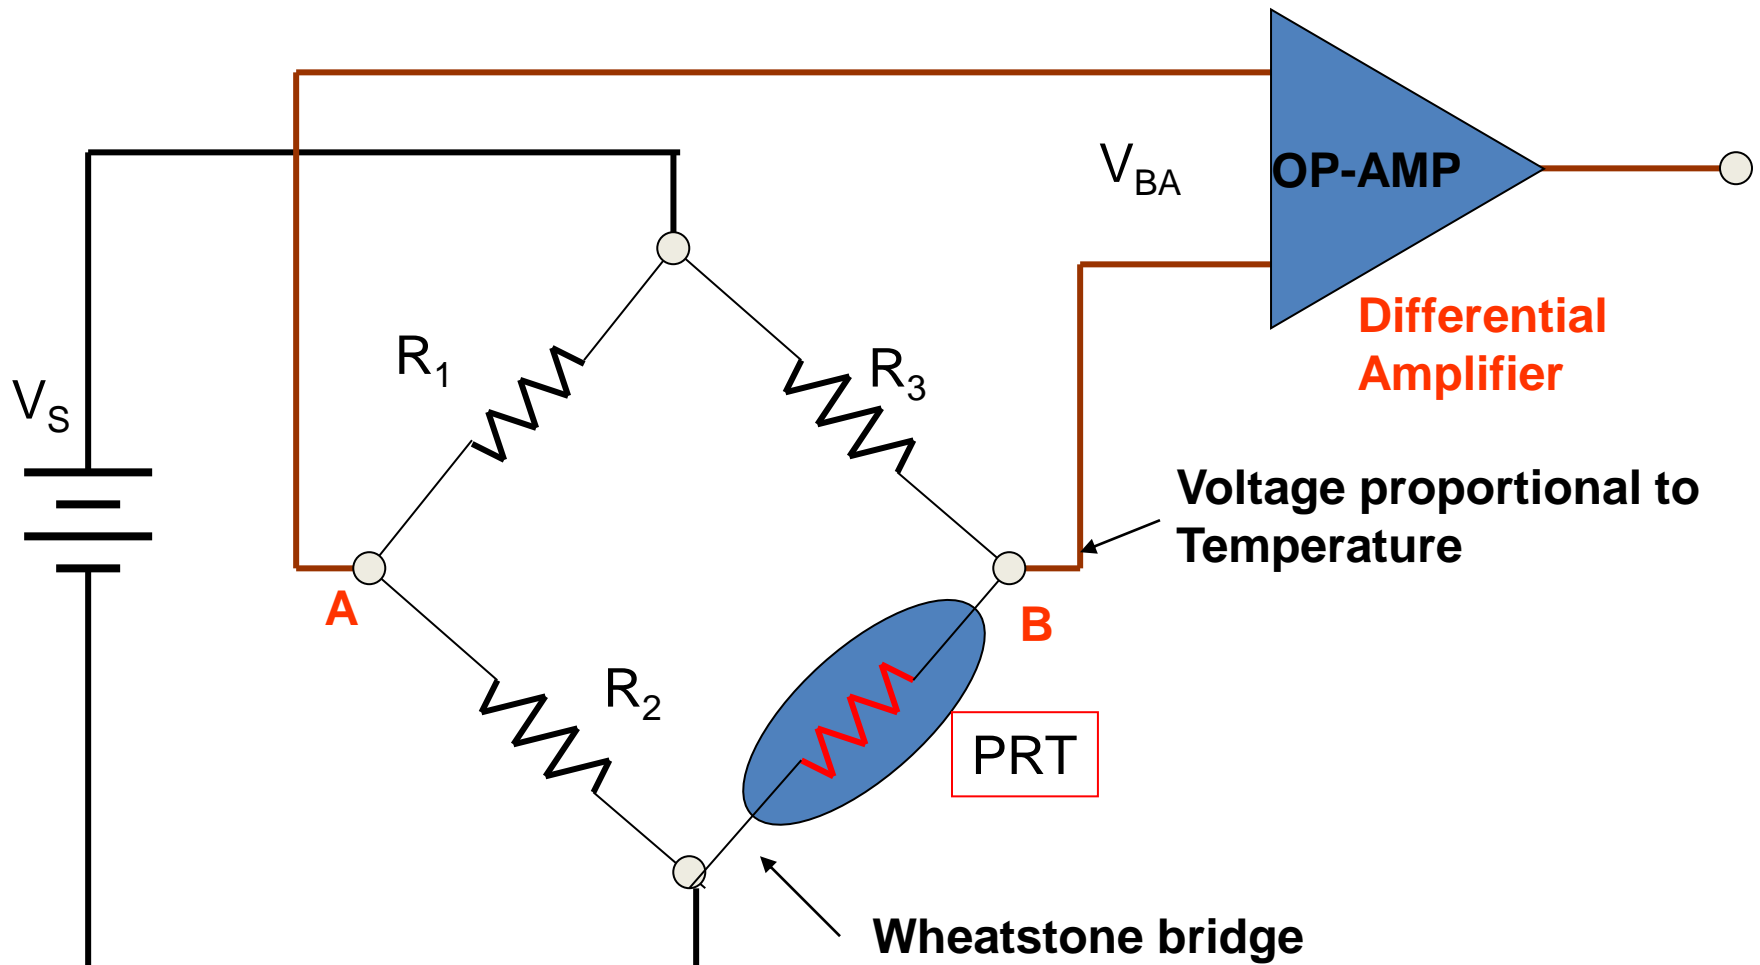 V_BA
OP-AMP
Differential
Amplifier
R_1
R_3
V_S
Voltage proportional to
Temperature
A
B
R_2
PRT
Wheatstone bridge